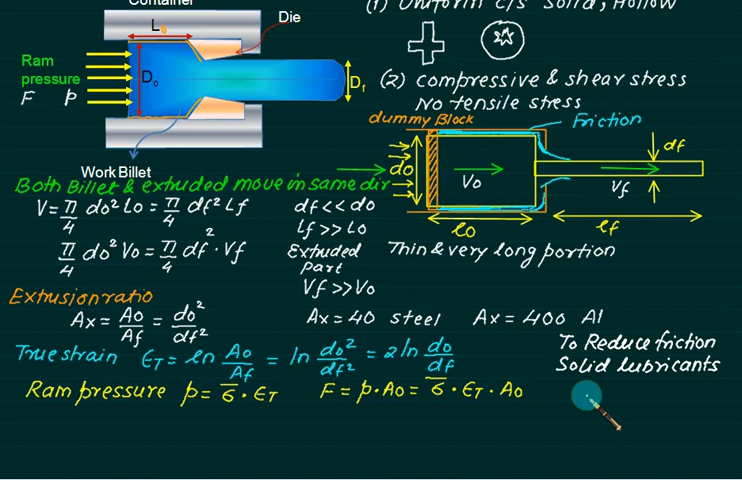 Container
Die
L₀
Ram
pressure
F p
D₀
D_f
Work Billet
(1) Uniform c/s solid, Hollow
(2) compressive & shear stress
No tensile stress
dummy Block
Friction
do
Vo
df
Vf
lo
lf
Both Billet & extruded move in same dir
V = π/4 do² lo = π/4 df² Lf
df << do
Lf >> Lo
π/4 do² Vo = π/4 df² · Vf
Extruded
part
Vf >> Vo
Thin & very long portion
Extrusion ratio
Ax = Ao/Af = do²/df²
Ax = 40 steel
Ax = 400 Al
True strain ϵT = ln Ao/Af = ln do²/df² = 2 ln do/df
To Reduce friction
Solid lubricants
Ram pressure p = σ̅ · ϵT
F = p · Ao = σ̅ · ϵT · Ao